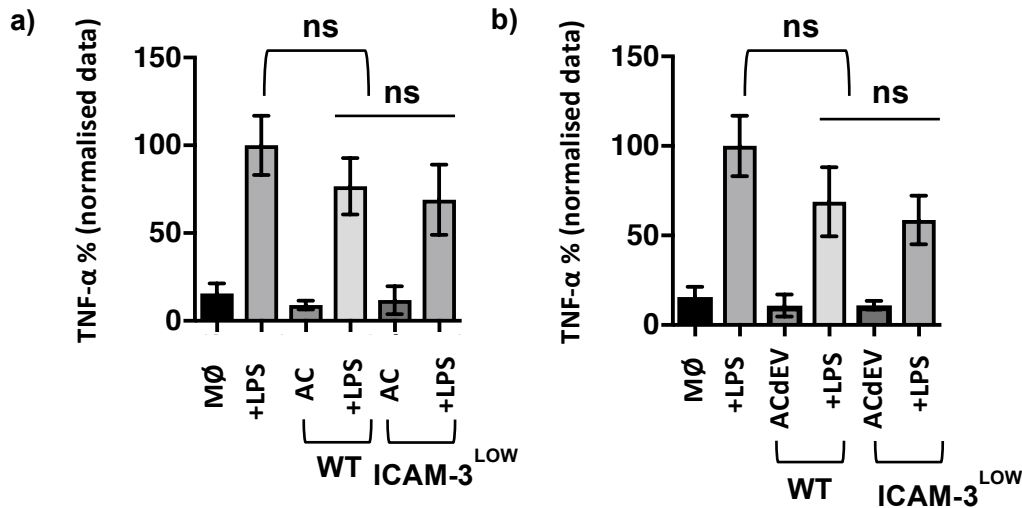 a)
TNF-α % (normalised data)
150
100
50
0
ns
ns
MØ
+LPS
AC
+LPS
AC
+LPS
WT
ICAM-3LOW
b)
TNF-α % (normalised data)
150
100
50
0
ns
ns
MØ
+LPS
ACdEV
+LPS
ACdEV
+LPS
WT
ICAM-3LOW